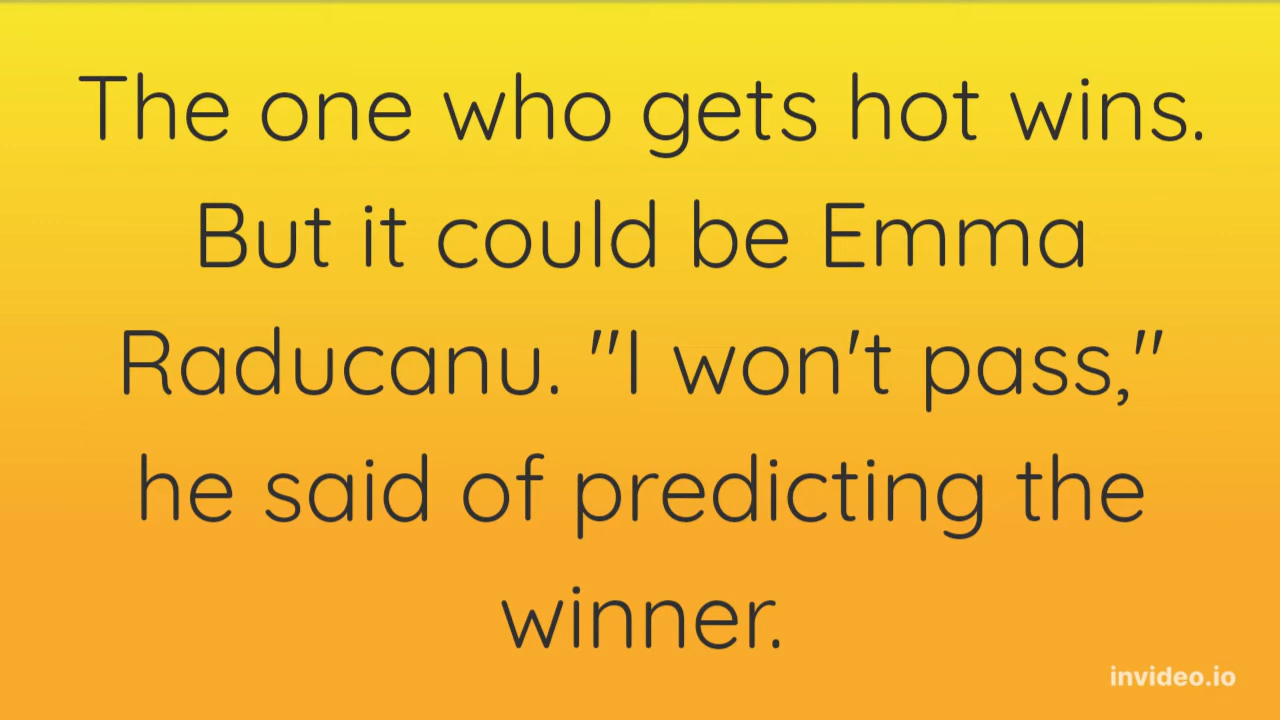 The one who gets hot wins.
But it could be Emma
Raducanu. "I won't pass,"
he said of predicting the
winner.
invideo.io